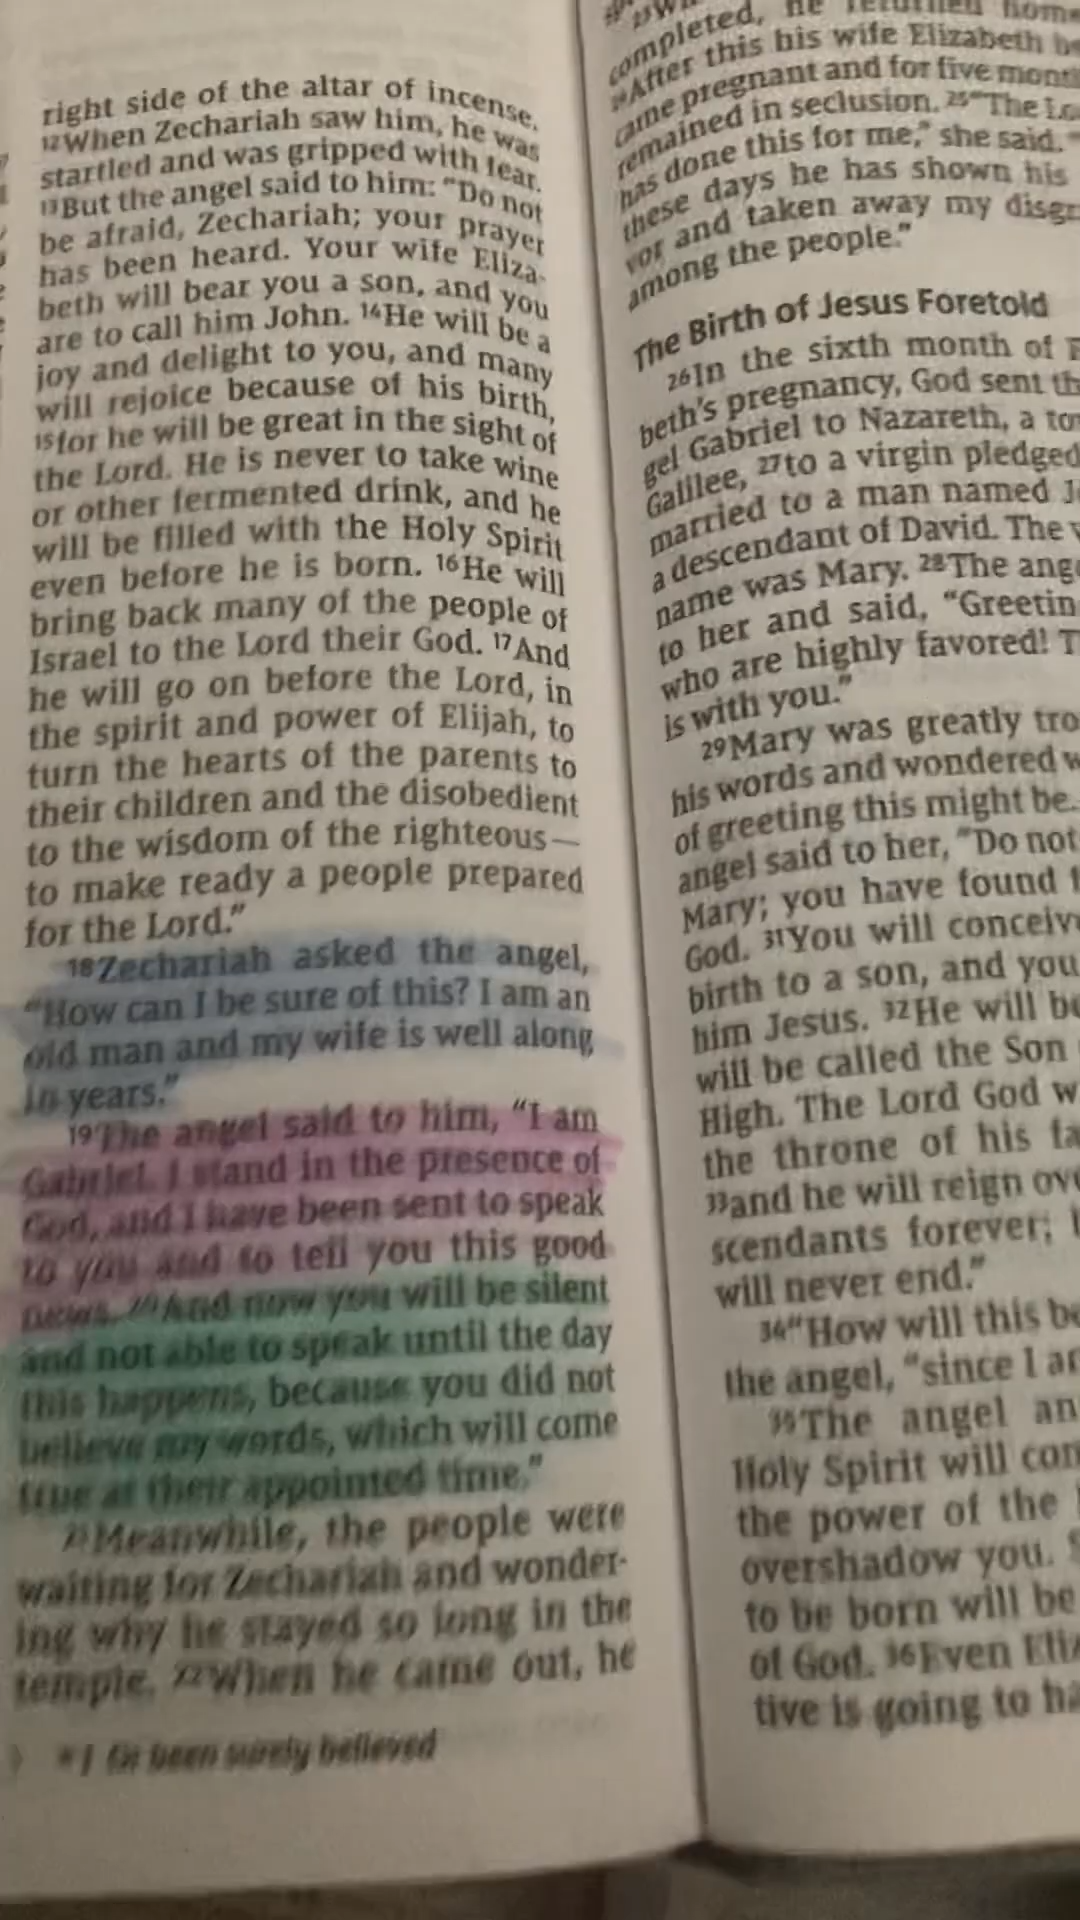 right side of the altar of incense.
12When Zechariah saw him, he was
startled and was gripped with fear.
13But the angel said to him: “Do not
be afraid, Zechariah; your prayer
has been heard. Your wife Eliza-
beth will bear you a son, and you
are to call him John. 14He will be a
joy and delight to you, and many
will rejoice because of his birth,
15for he will be great in the sight of
the Lord. He is never to take wine
or other fermented drink, and he
will be filled with the Holy Spirit
even before he is born. 16He will
bring back many of the people of
Israel to the Lord their God. 17And
he will go on before the Lord, in
the spirit and power of Elijah, to
turn the hearts of the parents to
their children and the disobedient
to the wisdom of the righteous—
to make ready a people prepared
for the Lord.”
18Zechariah asked the angel,
“How can I be sure of this? I am an
old man and my wife is well along
in years.”
19The angel said to him, “I am
Gabriel. I stand in the presence of
God, and I have been sent to speak
to you and to tell you this good
news. 20And now you will be silent
and not able to speak until the day
this happens, because you did not
believe my words, which will come
true at their appointed time.”
21Meanwhile, the people were
waiting for Zechariah and wonder-
ing why he stayed so long in the
temple. 22When he came out, he
*1 Or been surely believed
completed, he returned home
24After this his wife Elizabeth be
came pregnant and for five mont
remained in seclusion. 25“The Lo
has done this for me,” she said. “
these days he has shown his
vor and taken away my disgr
among the people.”
The Birth of Jesus Foretold
26In the sixth month of E
beth’s pregnancy, God sent th
gel Gabriel to Nazareth, a to
Galilee, 27to a virgin pledged
married to a man named J
a descendant of David. The v
name was Mary. 28The ange
to her and said, “Greetin
who are highly favored! T
is with you.”
29Mary was greatly tro
his words and wondered w
of greeting this might be.
angel said to her, “Do not
Mary; you have found f
God. 31You will conceiv
birth to a son, and you
him Jesus. 32He will be
will be called the Son
High. The Lord God w
the throne of his fa
33and he will reign ov
scendants forever;
will never end.”
34“How will this be
the angel, “since I a
35The angel an
Holy Spirit will con
the power of the
overshadow you. S
to be born will be
of God. 36Even Eliz
tive is going to ha